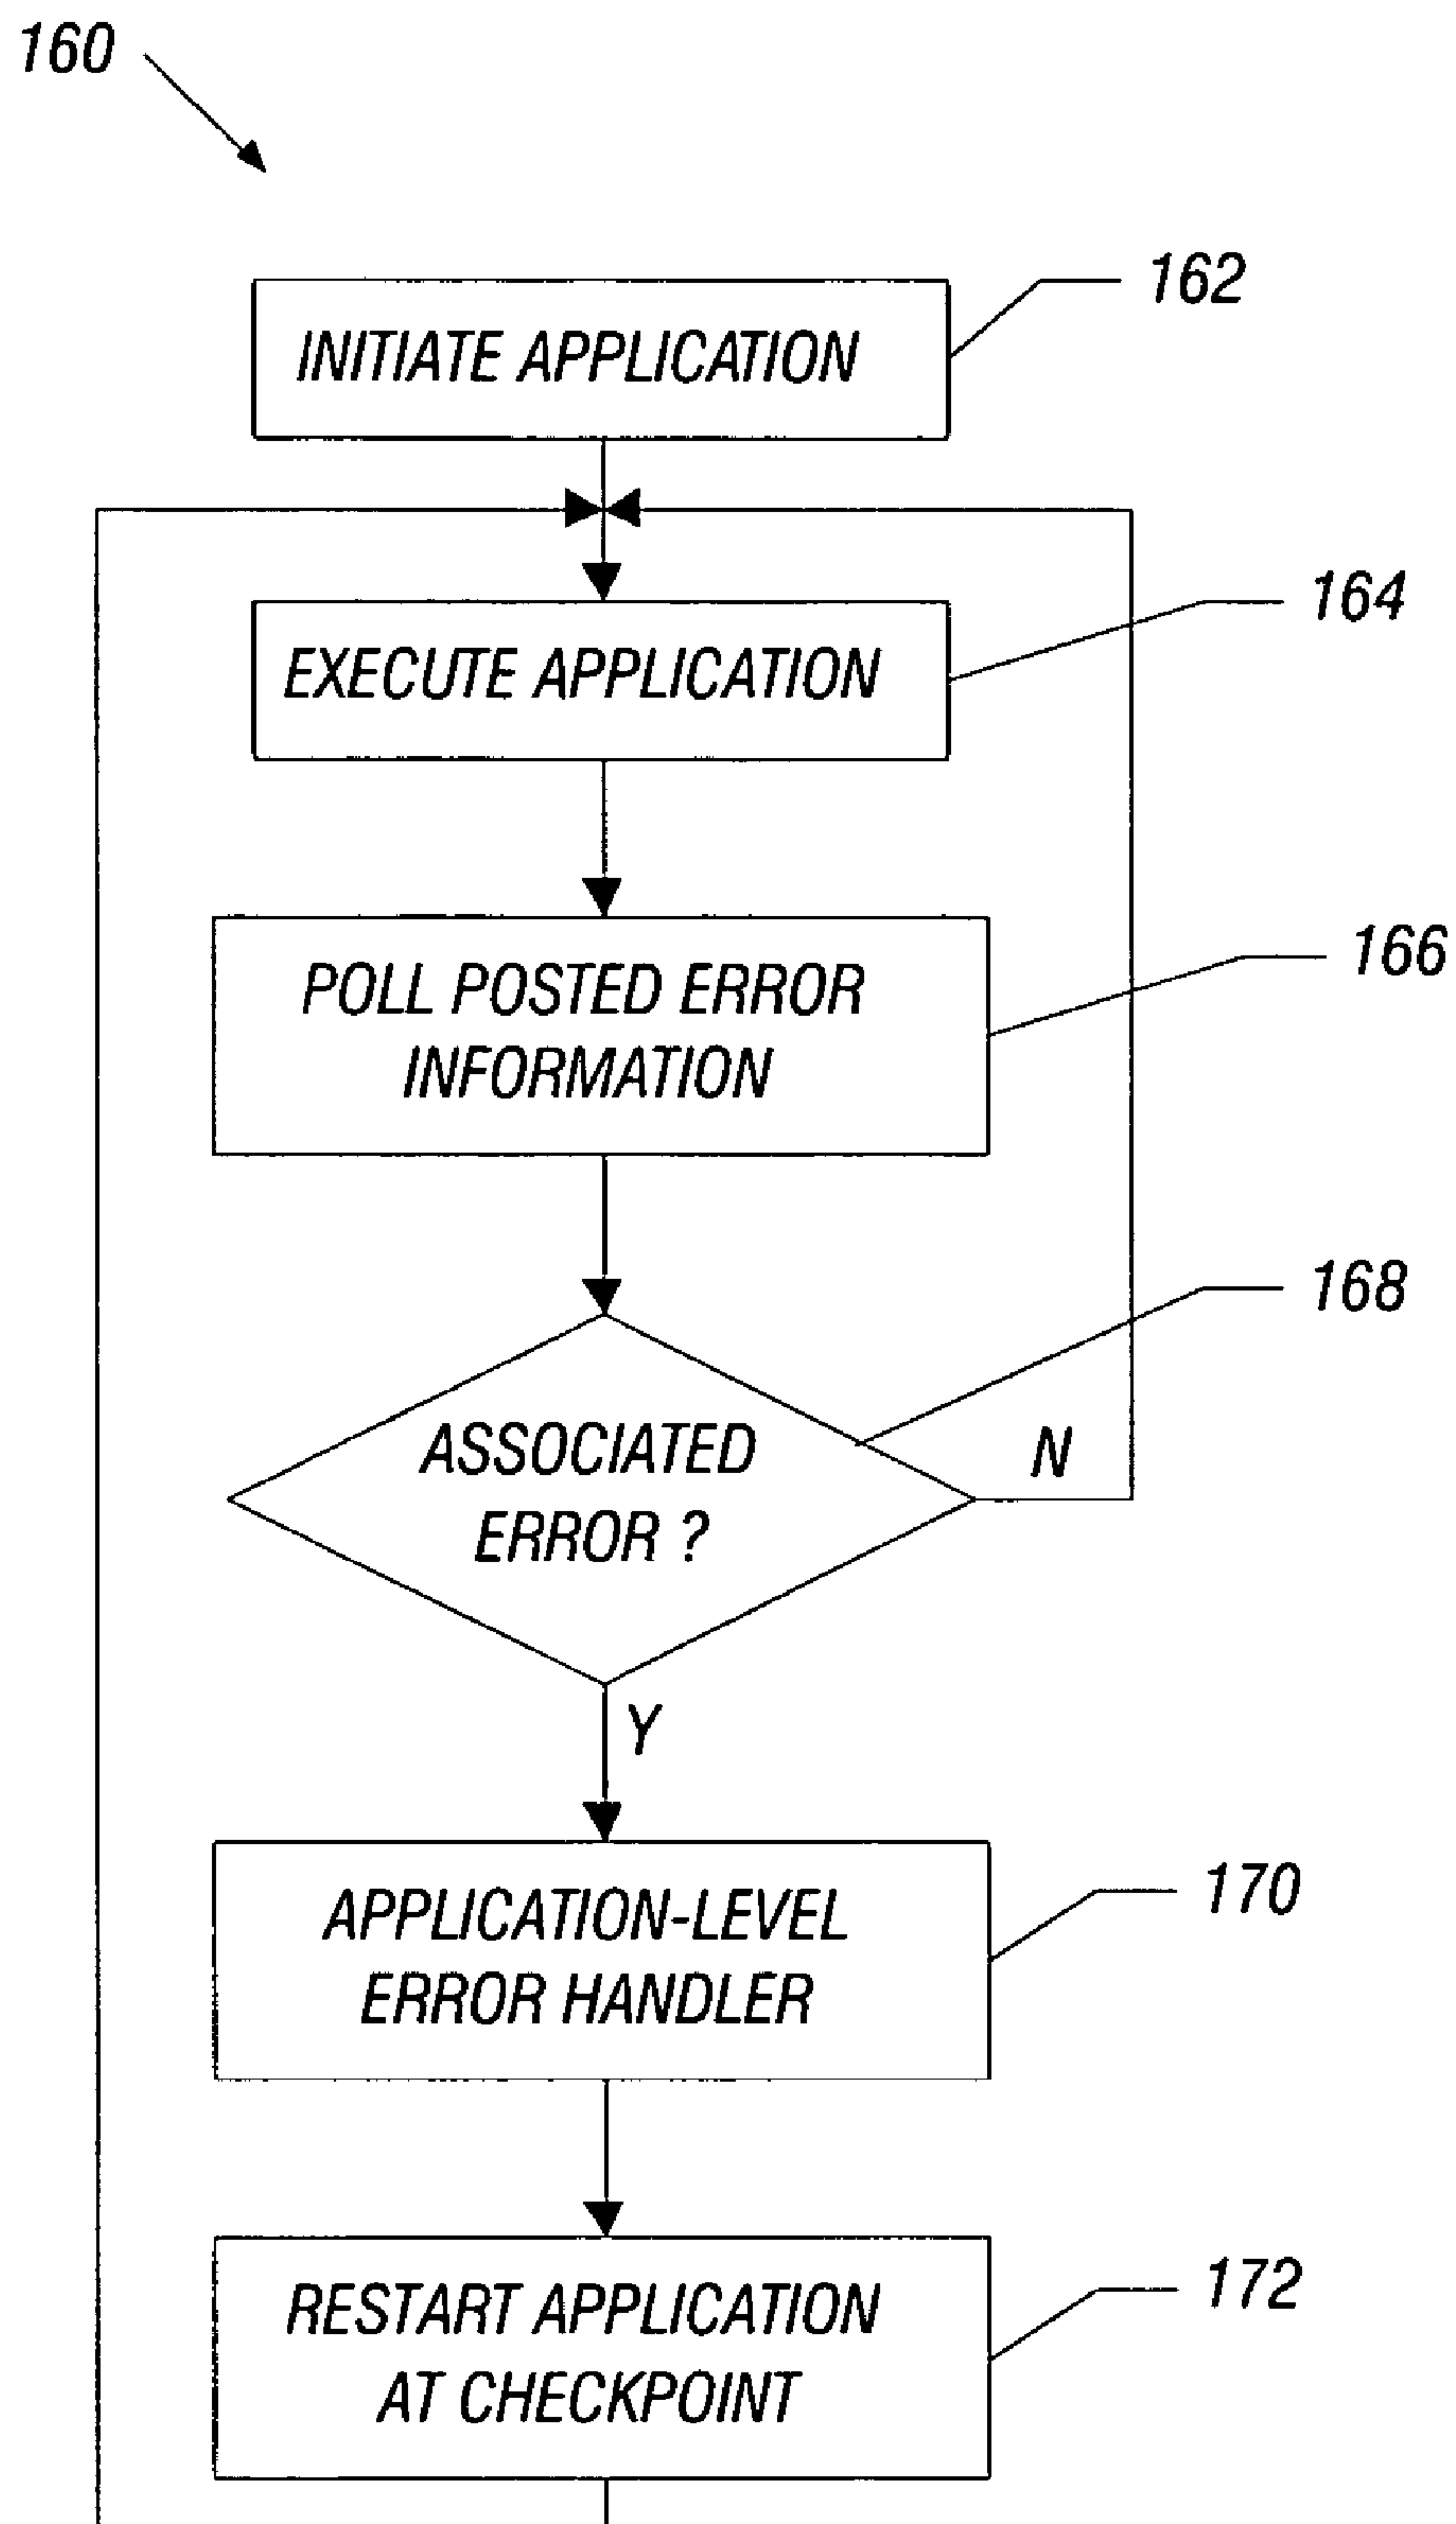 160
162
INITIATE APPLICATION
164
EXECUTE APPLICATION
166
POLL POSTED ERROR
INFORMATION
168
ASSOCIATED
ERROR ?
N
Y
170
APPLICATION-LEVEL
ERROR HANDLER
172
RESTART APPLICATION
AT CHECKPOINT